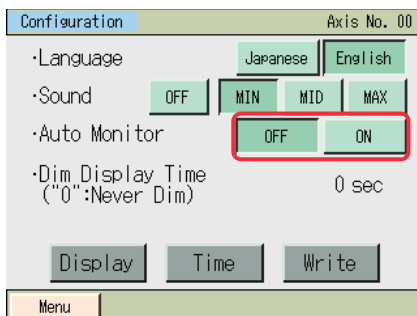 Configuration Axis No. 00
·Language Japanese English
·Sound OFF MIN MID MAX
·Auto Monitor OFF ON
·Dim Display Time
("0":Never Dim) 0 sec
Display Time Write
Menu